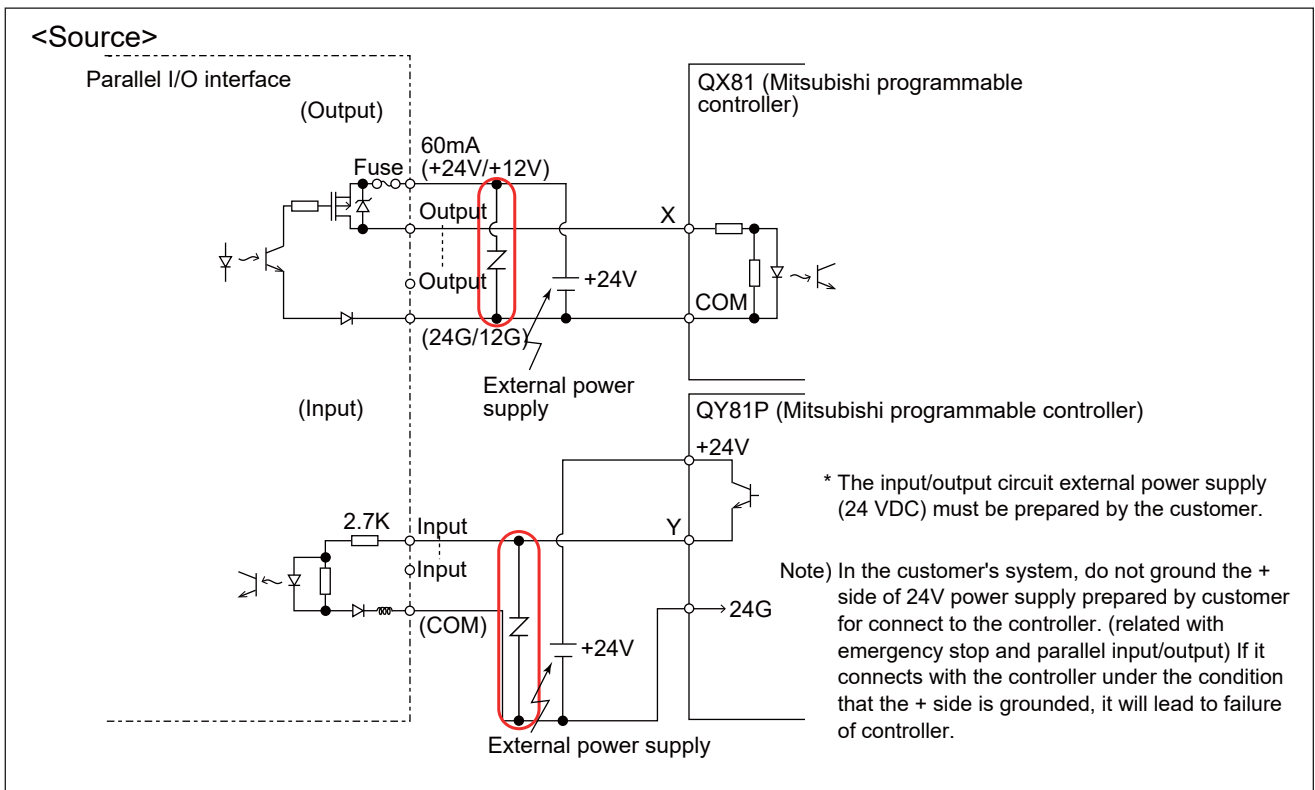 <Source>
Parallel I/O interface
(Output)
QX81 (Mitsubishi programmable
controller)
60mA
(+24V/+12V)
Fuse
Output
X
Output
+24V
COM
(24G/12G)
External power
supply
(Input)
QY81P (Mitsubishi programmable controller)
+24V
* The input/output circuit external power supply
(24 VDC) must be prepared by the customer.
2.7K
Input
Y
Input
Note) In the customer's system, do not ground the +
side of 24V power supply prepared by customer
for connect to the controller. (related with
emergency stop and parallel input/output) If it
connects with the controller under the condition
that the + side is grounded, it will lead to failure
of controller.
24G
(COM)
+24V
External power supply